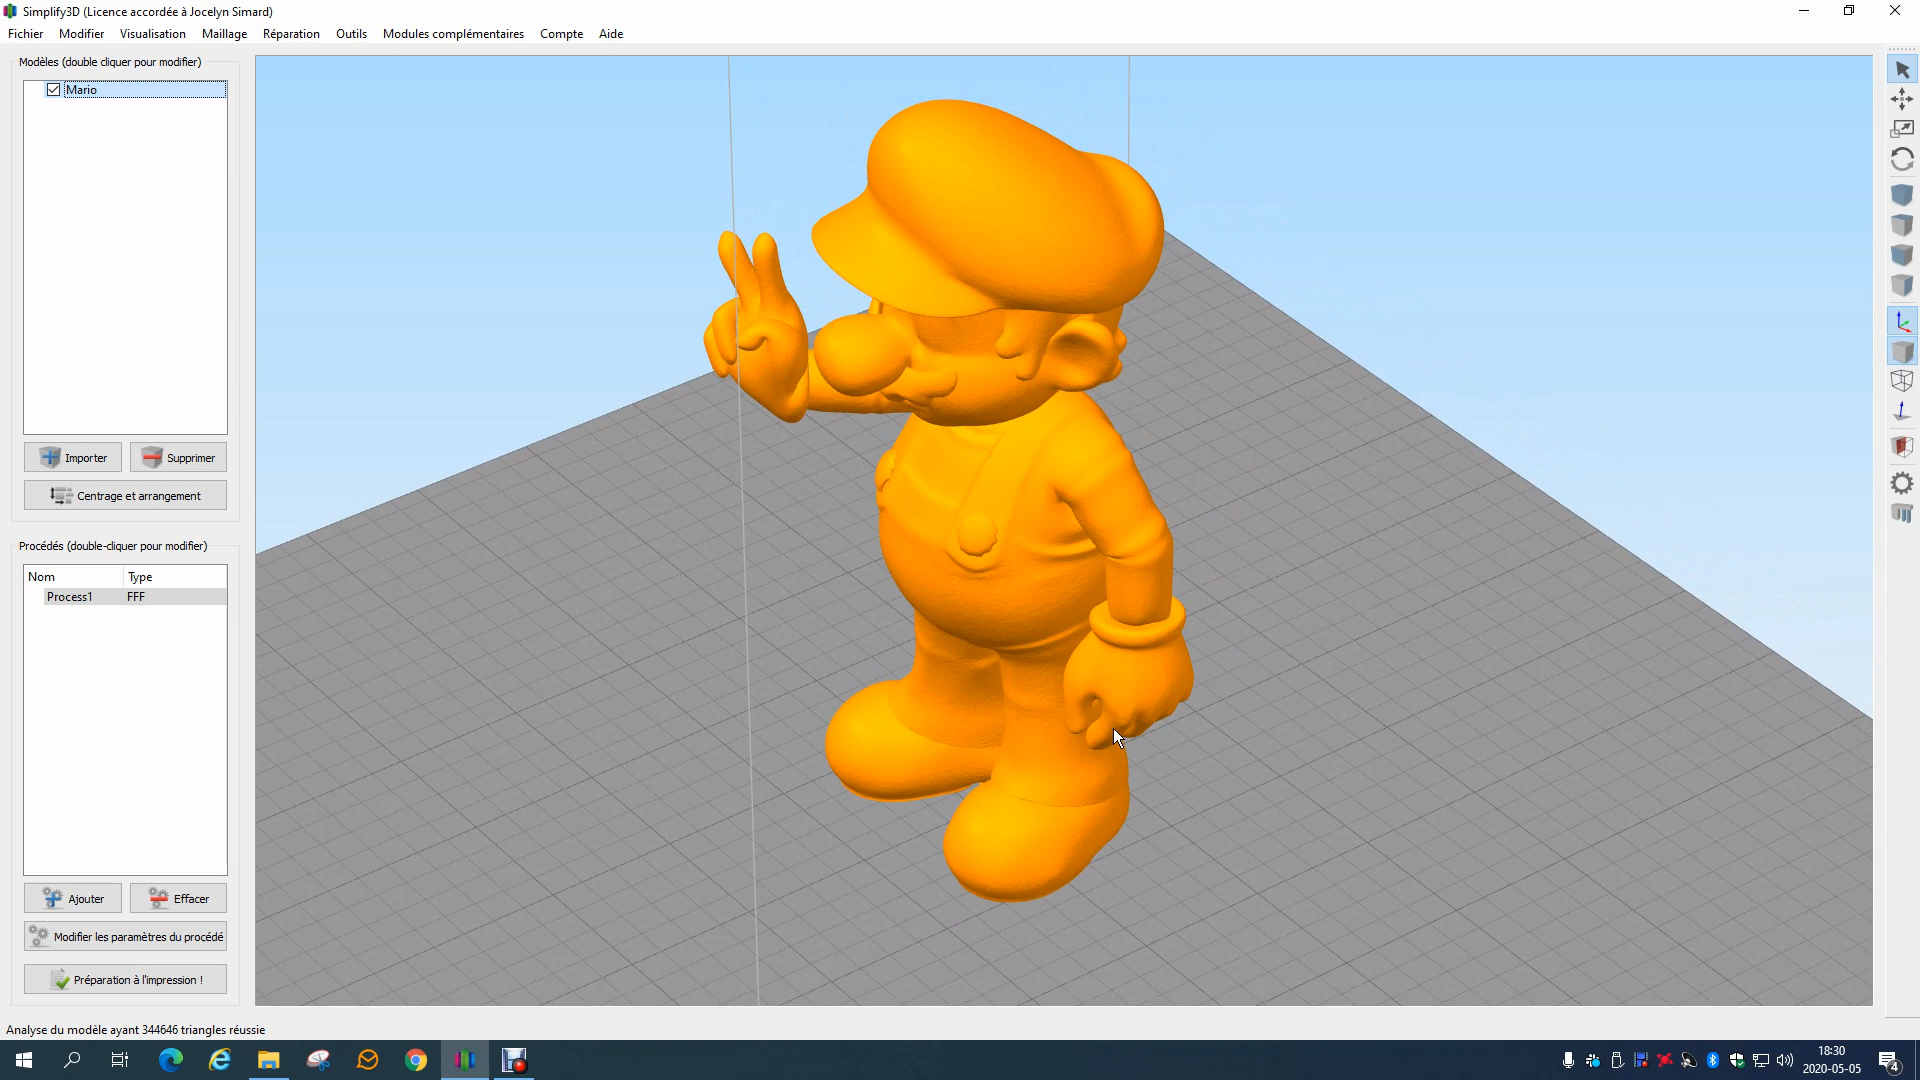 Simplify3D (Licence accordée à Jocelyn Simard)
Fichier Modifier Visualisation Maillage Réparation Outils Modules complémentaires Compte Aide
Modèles (double cliquer pour modifier)
Mario
Importer Supprimer
Centrage et arrangement
Procédés (double-cliquer pour modifier)
Nom Type
Process1 FFF
Ajouter Effacer
Modifier les paramètres du procédé
Préparation à l'impression !
Analyse du modèle ayant 344646 triangles réussie
18:30
2020-05-05
4